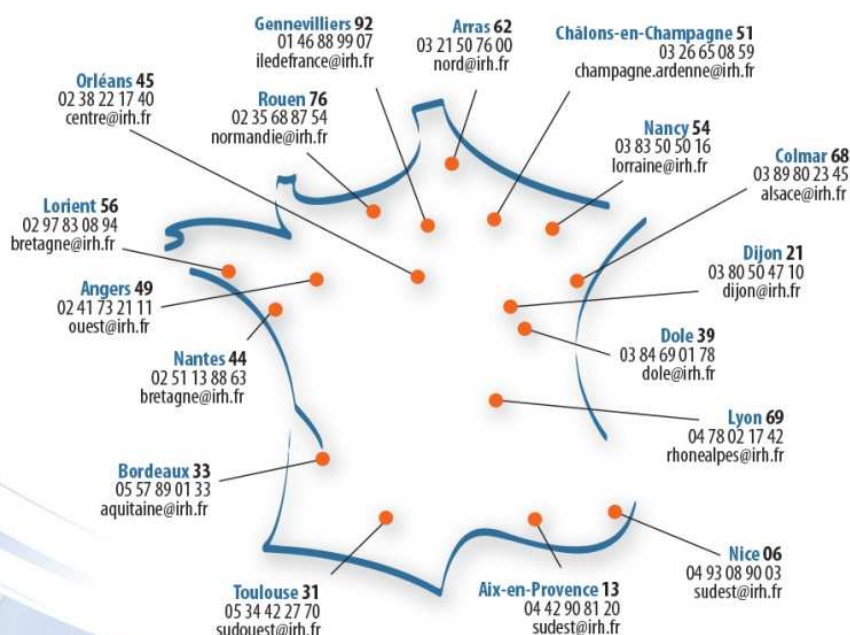 Gennevilliers 92
01 46 88 99 07
iledefrance@irh.fr
Arras 62
03 21 50 76 00
nord@irh.fr
Châlons-en-Champagne 51
03 26 65 08 59
champagne.ardenne@irh.fr
Orléans 45
02 38 22 17 40
centre@irh.fr
Rouen 76
02 35 68 87 54
normandie@irh.fr
Nancy 54
03 83 50 50 16
lorraine@irh.fr
Colmar 68
03 89 80 23 45
alsace@irh.fr
Lorient 56
02 97 83 08 94
bretagne@irh.fr
Dijon 21
03 80 50 47 10
dijon@irh.fr
Angers 49
02 41 73 21 11
ouest@irh.fr
Dole 39
03 84 69 01 78
dole@irh.fr
Nantes 44
02 51 13 88 63
bretagne@irh.fr
Lyon 69
04 78 02 17 42
rhonealpes@irh.fr
Bordeaux 33
05 57 89 01 33
aquitaine@irh.fr
Nice 06
04 93 08 90 03
sudest@irh.fr
Toulouse 31
05 34 42 27 70
sudouest@irh.fr
Aix-en-Provence 13
04 42 90 81 20
sudest@irh.fr